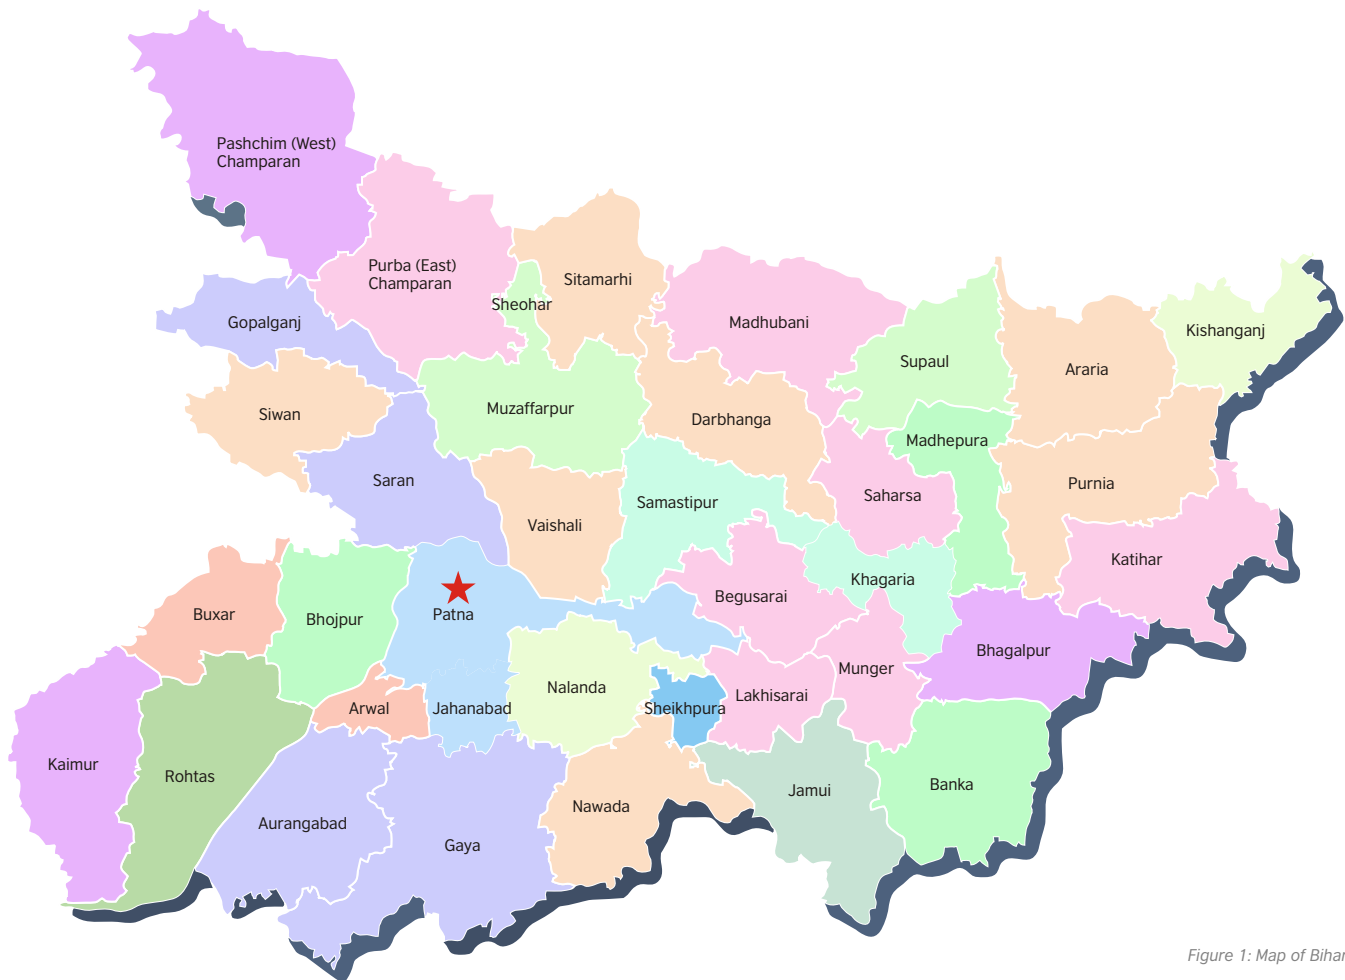 Pashchim (West)
Champaran
Purba (East)
Champaran
Sitamarhi
Sheohar
Gopalganj
Madhubani
Kishanganj
Supaul
Araria
Siwan
Muzaffarpur
Darbhanga
Madhepura
Saran
Purnia
Saharsa
Samastipur
Vaishali
Katihar
Khagaria
Begusarai
Buxar
Bhojpur
Patna
Bhagalpur
Munger
Nalanda
Lakhisarai
Arwal
Jahanabad
Sheikhpura
Kaimur
Rohtas
Banka
Jamui
Nawada
Aurangabad
Gaya
Figure 1: Map of Bihar